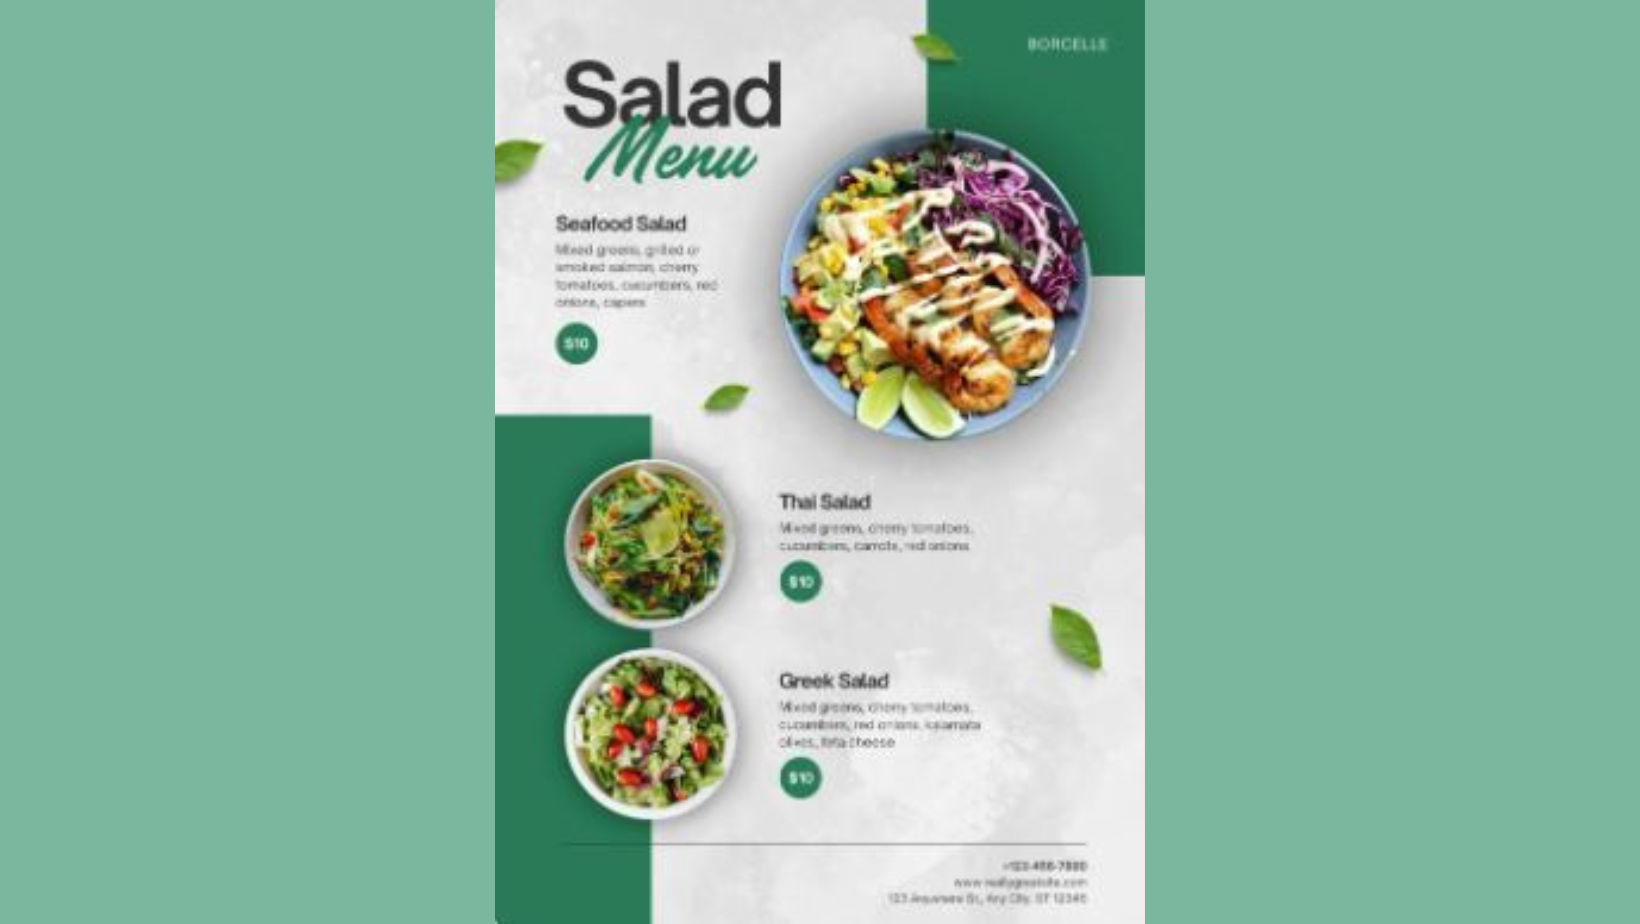 BORCELLE
Salad
Menu
Seafood Salad
Mixed greens, grilled or
smoked salmon, cherry
tomatoes, cucumbers, red
onions, capers
$10
Thai Salad
Mixed greens, cherry tomatoes,
cucumbers, carrots, red onions
$10
Greek Salad
Mixed greens, cherry tomatoes,
cucumbers, red onions, kalamata
olives, feta cheese
$10
+123-456-7890
www.reallygreatsite.com
123 Anywhere St., Any City, ST 12345